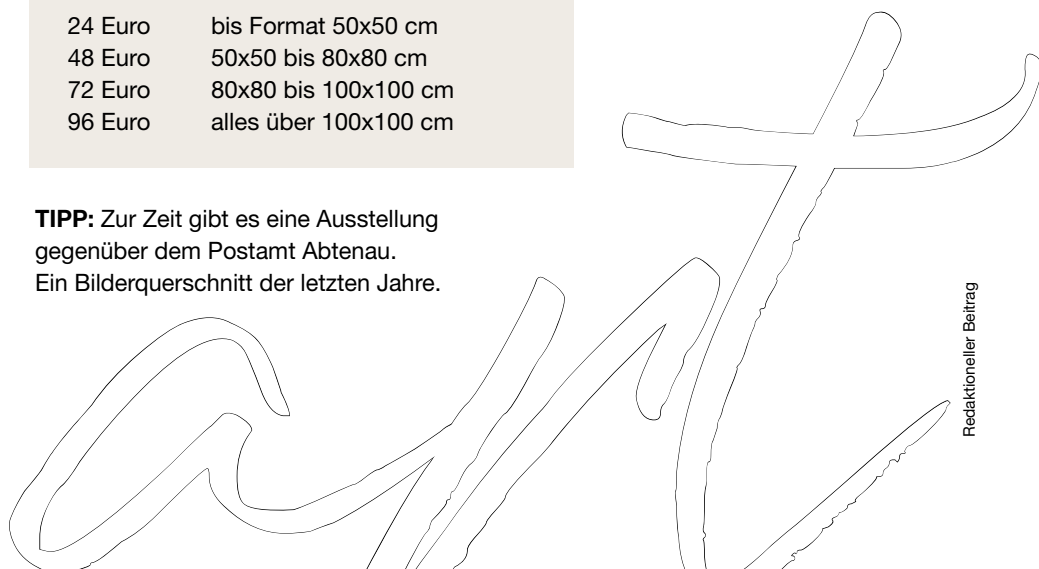 24 Euro bis Format 50x50 cm
48 Euro 50x50 bis 80x80 cm
72 Euro 80x80 bis 100x100 cm
96 Euro alles über 100x100 cm
TIPP: Zur Zeit gibt es eine Ausstellung
gegenüber dem Postamt Abtenau.
Ein Bilderquerschnitt der letzten Jahre.
Redaktioneller Beitrag
art